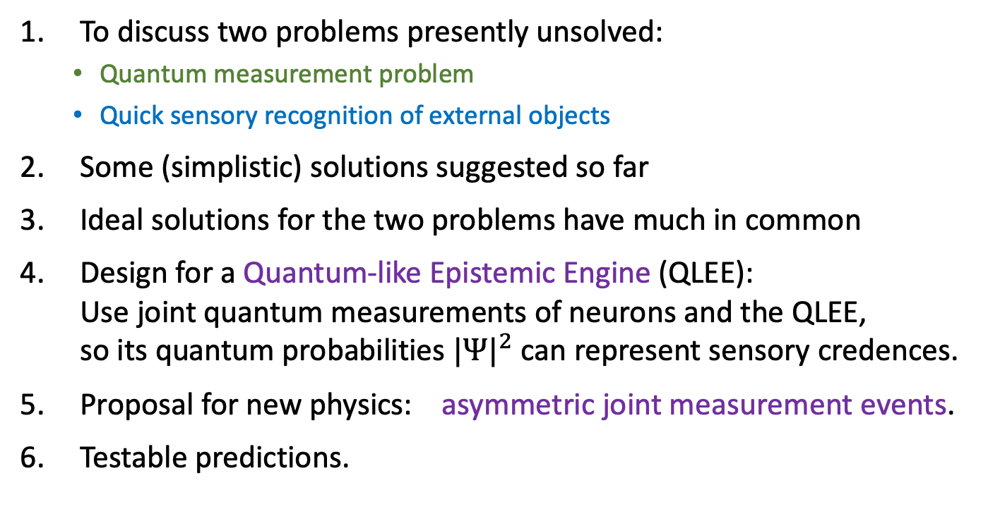 1. To discuss two problems presently unsolved:
• Quantum measurement problem
• Quick sensory recognition of external objects
2. Some (simplistic) solutions suggested so far
3. Ideal solutions for the two problems have much in common
4. Design for a Quantum-like Epistemic Engine (QLEE):
Use joint quantum measurements of neurons and the QLEE,
so its quantum probabilities |Ψ|² can represent sensory credences.
5. Proposal for new physics: asymmetric joint measurement events.
6. Testable predictions.